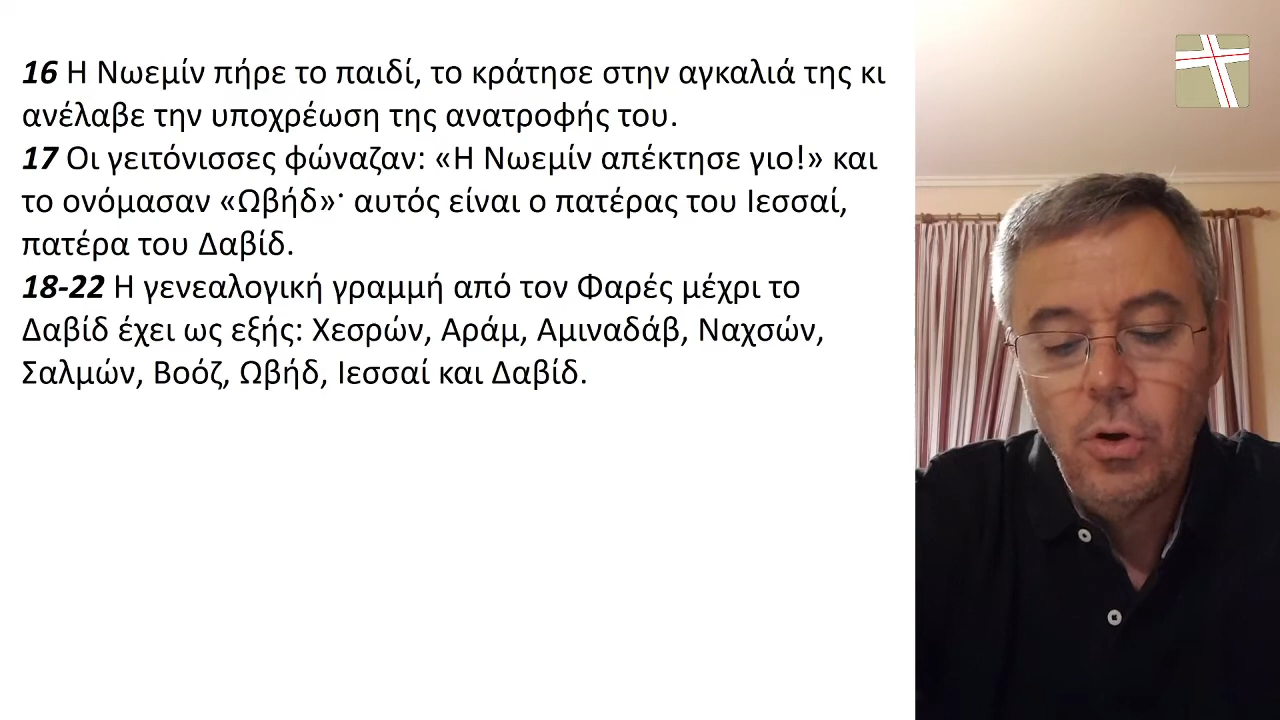 16 Η Νωεμίν πήρε το παιδί, το κράτησε στην αγκαλιά της κι
ανέλαβε την υποχρέωση της ανατροφής του.
17 Οι γειτόνισσες φώναζαν: «Η Νωεμίν απέκτησε γιο!» και
το ονόμασαν «Ωβήδ»· αυτός είναι ο πατέρας του Ιεσσαί,
πατέρα του Δαβίδ.
18-22 Η γενεαλογική γραμμή από τον Φαρές μέχρι το
Δαβίδ έχει ως εξής: Χεσρών, Αράμ, Αμιναδάβ, Ναχσών,
Σαλμών, Βοόζ, Ωβήδ, Ιεσσαί και Δαβίδ.